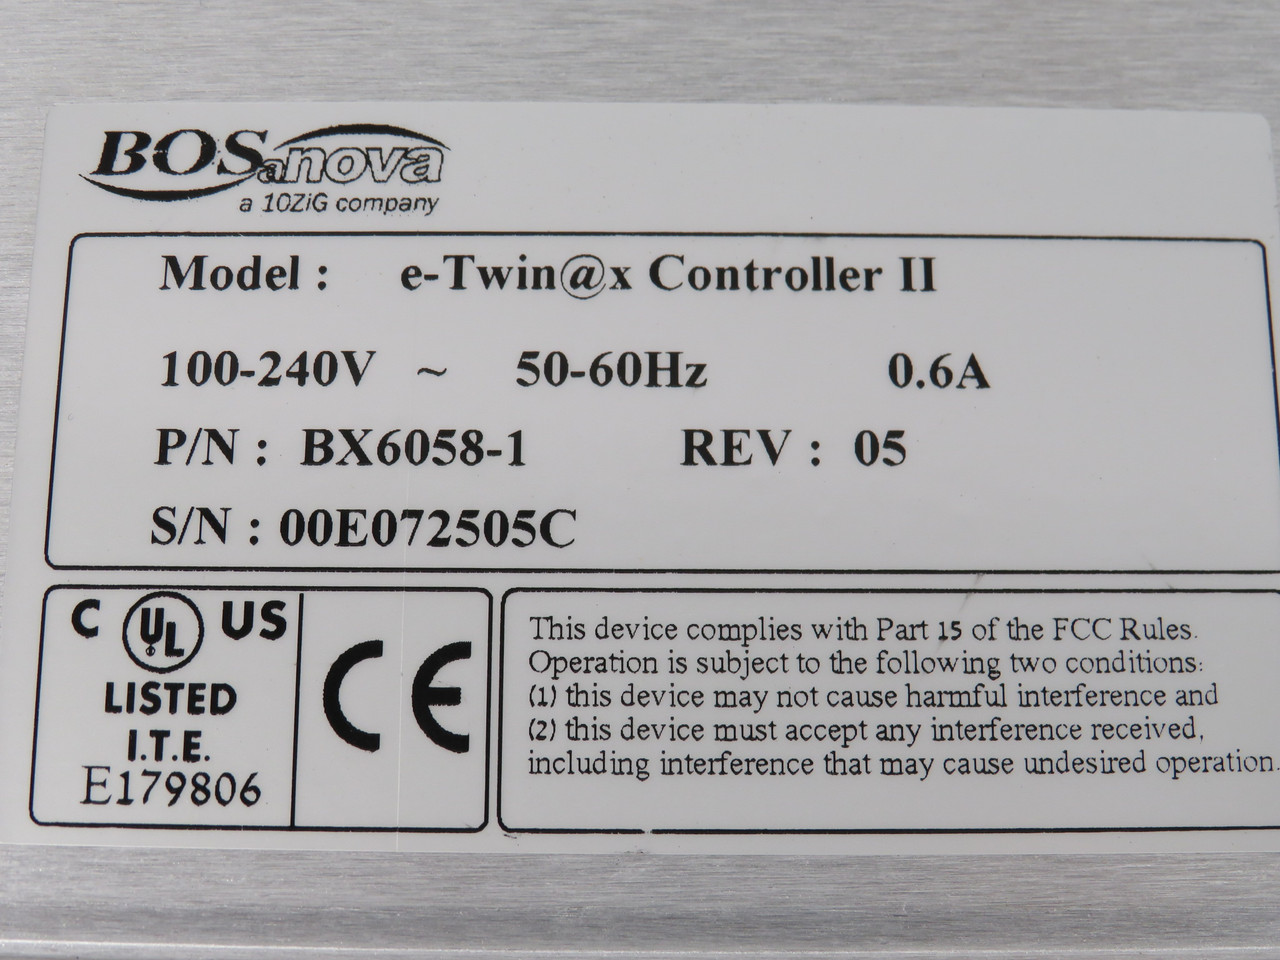 BOSanova
a 10ZiG company
Model : e-Twin@x Controller II
100-240V ~ 50-60Hz 0.6A
P/N : BX6058-1 REV : 05
S/N : 00E072505C
C UL US
LISTED
I.T.E.
E179806
CE
This device complies with Part 15 of the FCC Rules.
Operation is subject to the following two conditions:
(1) this device may not cause harmful interference and
(2) this device must accept any interference received,
including interference that may cause undesired operation.